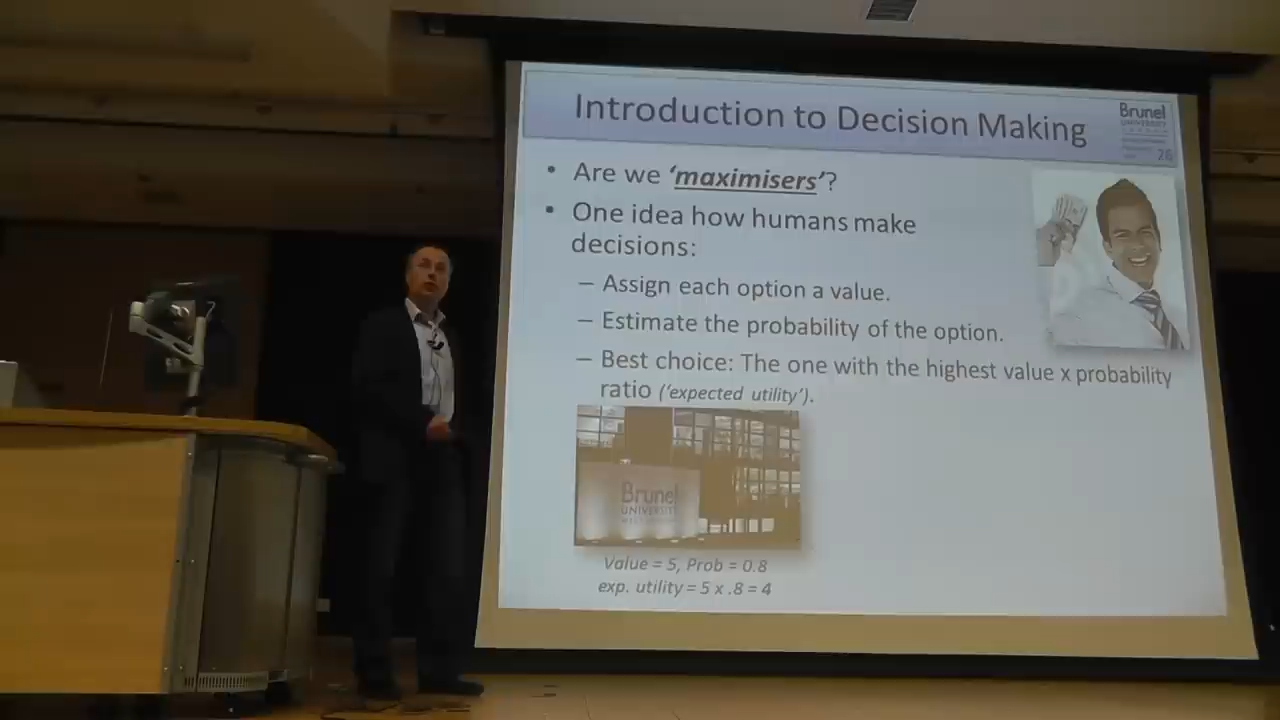 Introduction to Decision Making
Brunel
UNIVERSITY
26
• Are we 'maximisers'?
• One idea how humans make
decisions:
– Assign each option a value.
– Estimate the probability of the option.
– Best choice: The one with the highest value x probability
ratio ('expected utility').
Brunel
UNIVERSITY
Value = 5, Prob = 0.8
exp. utility = 5 x .8 = 4